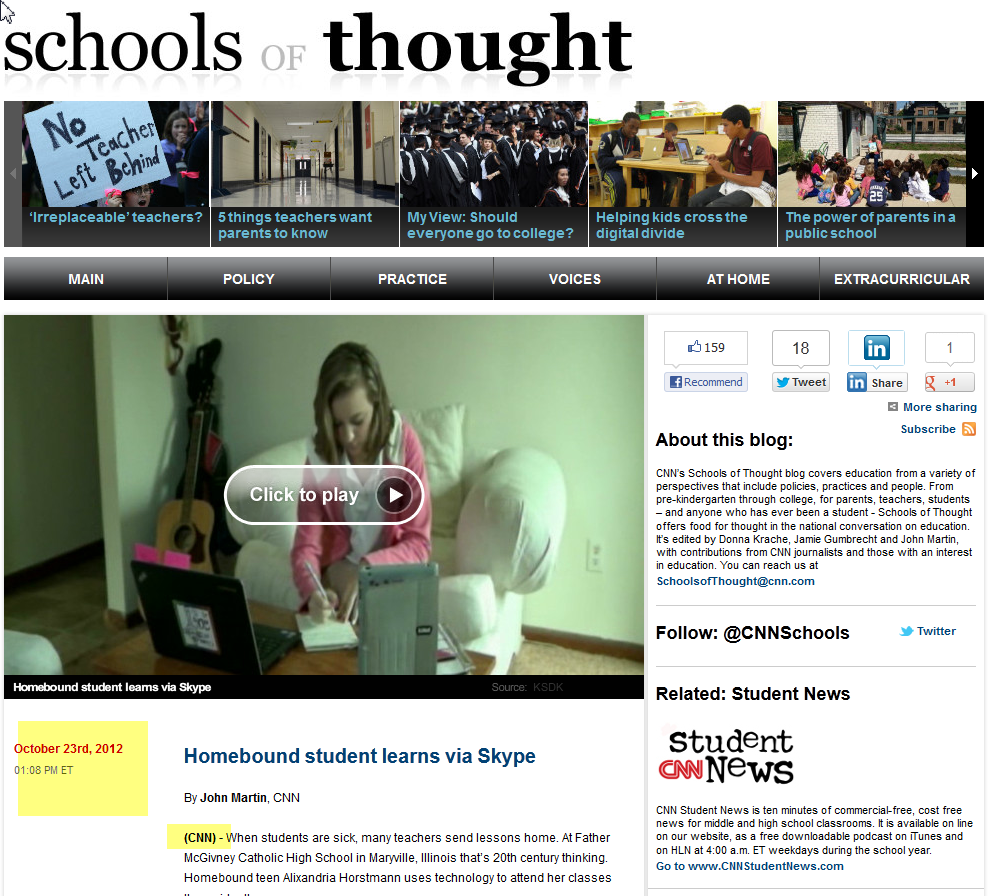 schools OF thought
No
Teacher
Left Behind
25
'Irreplaceable' teachers?
5 things teachers want
parents to know
My View: Should
everyone go to college?
Helping kids cross the
digital divide
The power of parents in a
public school
MAIN
POLICY
PRACTICE
VOICES
AT HOME
EXTRACURRICULAR
Click to play
Homebound student learns via Skype
Source: KSDK
October 23rd, 2012
01:08 PM ET
Homebound student learns via Skype
By John Martin, CNN
(CNN) - When students are sick, many teachers send lessons home. At Father
McGivney Catholic High School in Maryville, Illinois that's 20th century thinking.
Homebound teen Alixandria Horstmann uses technology to attend her classes
159
Recommend
18
Tweet
in
in Share
1
+1
More sharing
Subscribe
About this blog:
CNN's Schools of Thought blog covers education from a variety of
perspectives that include policies, practices and people. From
pre-kindergarten through college, for parents, teachers, students
– and anyone who has ever been a student - Schools of Thought
offers food for thought in the national conversation on education.
It's edited by Donna Krache, Jamie Gumbrecht and John Martin,
with contributions from CNN journalists and those with an interest
in education. You can reach us at
SchoolsofThought@cnn.com
Follow: @CNNSchools
Twitter
Related: Student News
Student
CNN News
CNN Student News is ten minutes of commercial-free, cost free
news for middle and high school classrooms. It is available on line
on our website, as a free downloadable podcast on iTunes and
on HLN at 4:00 a.m. ET weekdays during the school year.
Go to www.CNNStudentNews.com